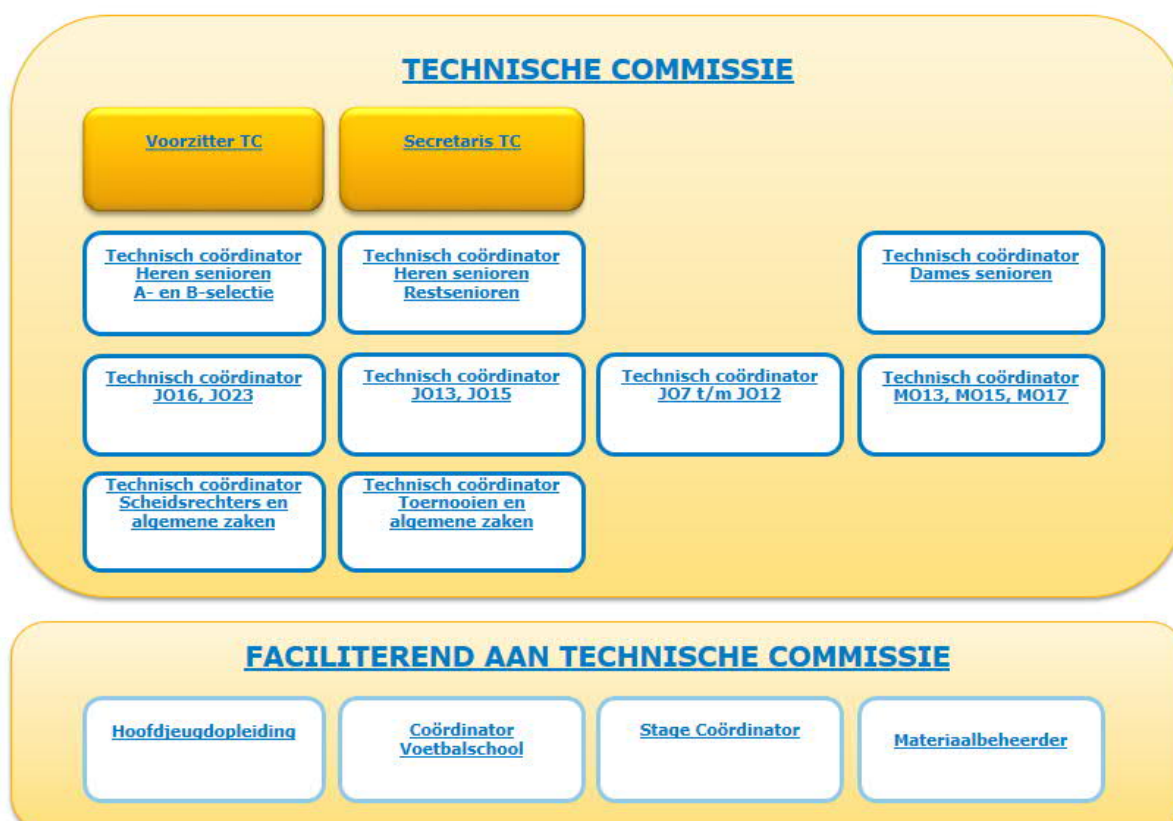 TECHNISCHE COMMISSIE
Voorzitter TC
Secretaris TC
Technisch coördinator
Heren senioren
A- en B-selectie
Technisch coördinator
Heren senioren
Restsenioren
Technisch coördinator
Dames senioren
Technisch coördinator
JO16, JO23
Technisch coördinator
JO13, JO15
Technisch coördinator
JO7 t/m JO12
Technisch coördinator
MO13, MO15, MO17
Technisch coördinator
Scheidsrechters en
algemene zaken
Technisch coördinator
Toernooien en
algemene zaken
FACILITEREND AAN TECHNISCHE COMMISSIE
Hoofdjeugdopleiding
Coördinator
Voetbalschool
Stage Coördinator
Materiaalbeheerder